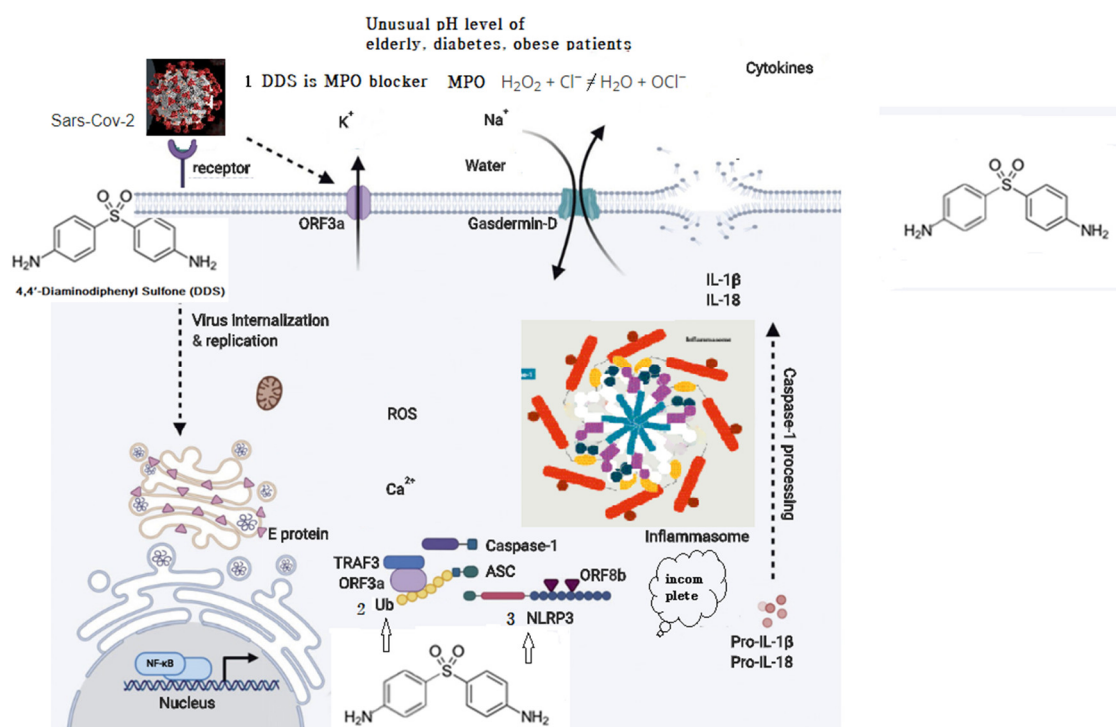 Unusual pH level of
elderly, diabetes, obese patients
1 DDS is MPO blocker MPO H₂O₂ + Cl⁻ ≠ H₂O + OCl⁻
Cytokines
Sars-Cov-2
K⁺
Na⁺
receptor
Water
ORF3a
Gasdermin-D
O O
S
H₂N
NH₂
4,4'-Diaminodiphenyl Sulfone (DDS)
O O
S
H₂N
NH₂
IL-1β
IL-18
Virus Internalization
& replication
Inflammasome
e-1
Caspase-1 processing
ROS
Ca²⁺
E protein
Caspase-1
Inflammasome
TRAF3
ASC
ORF8b
ORF3a
incom
plete
2 Ub
3 NLRP3
Pro-IL-1β
Pro-IL-18
NF-κB
Nucleus
O O
S
H₂N
NH₂